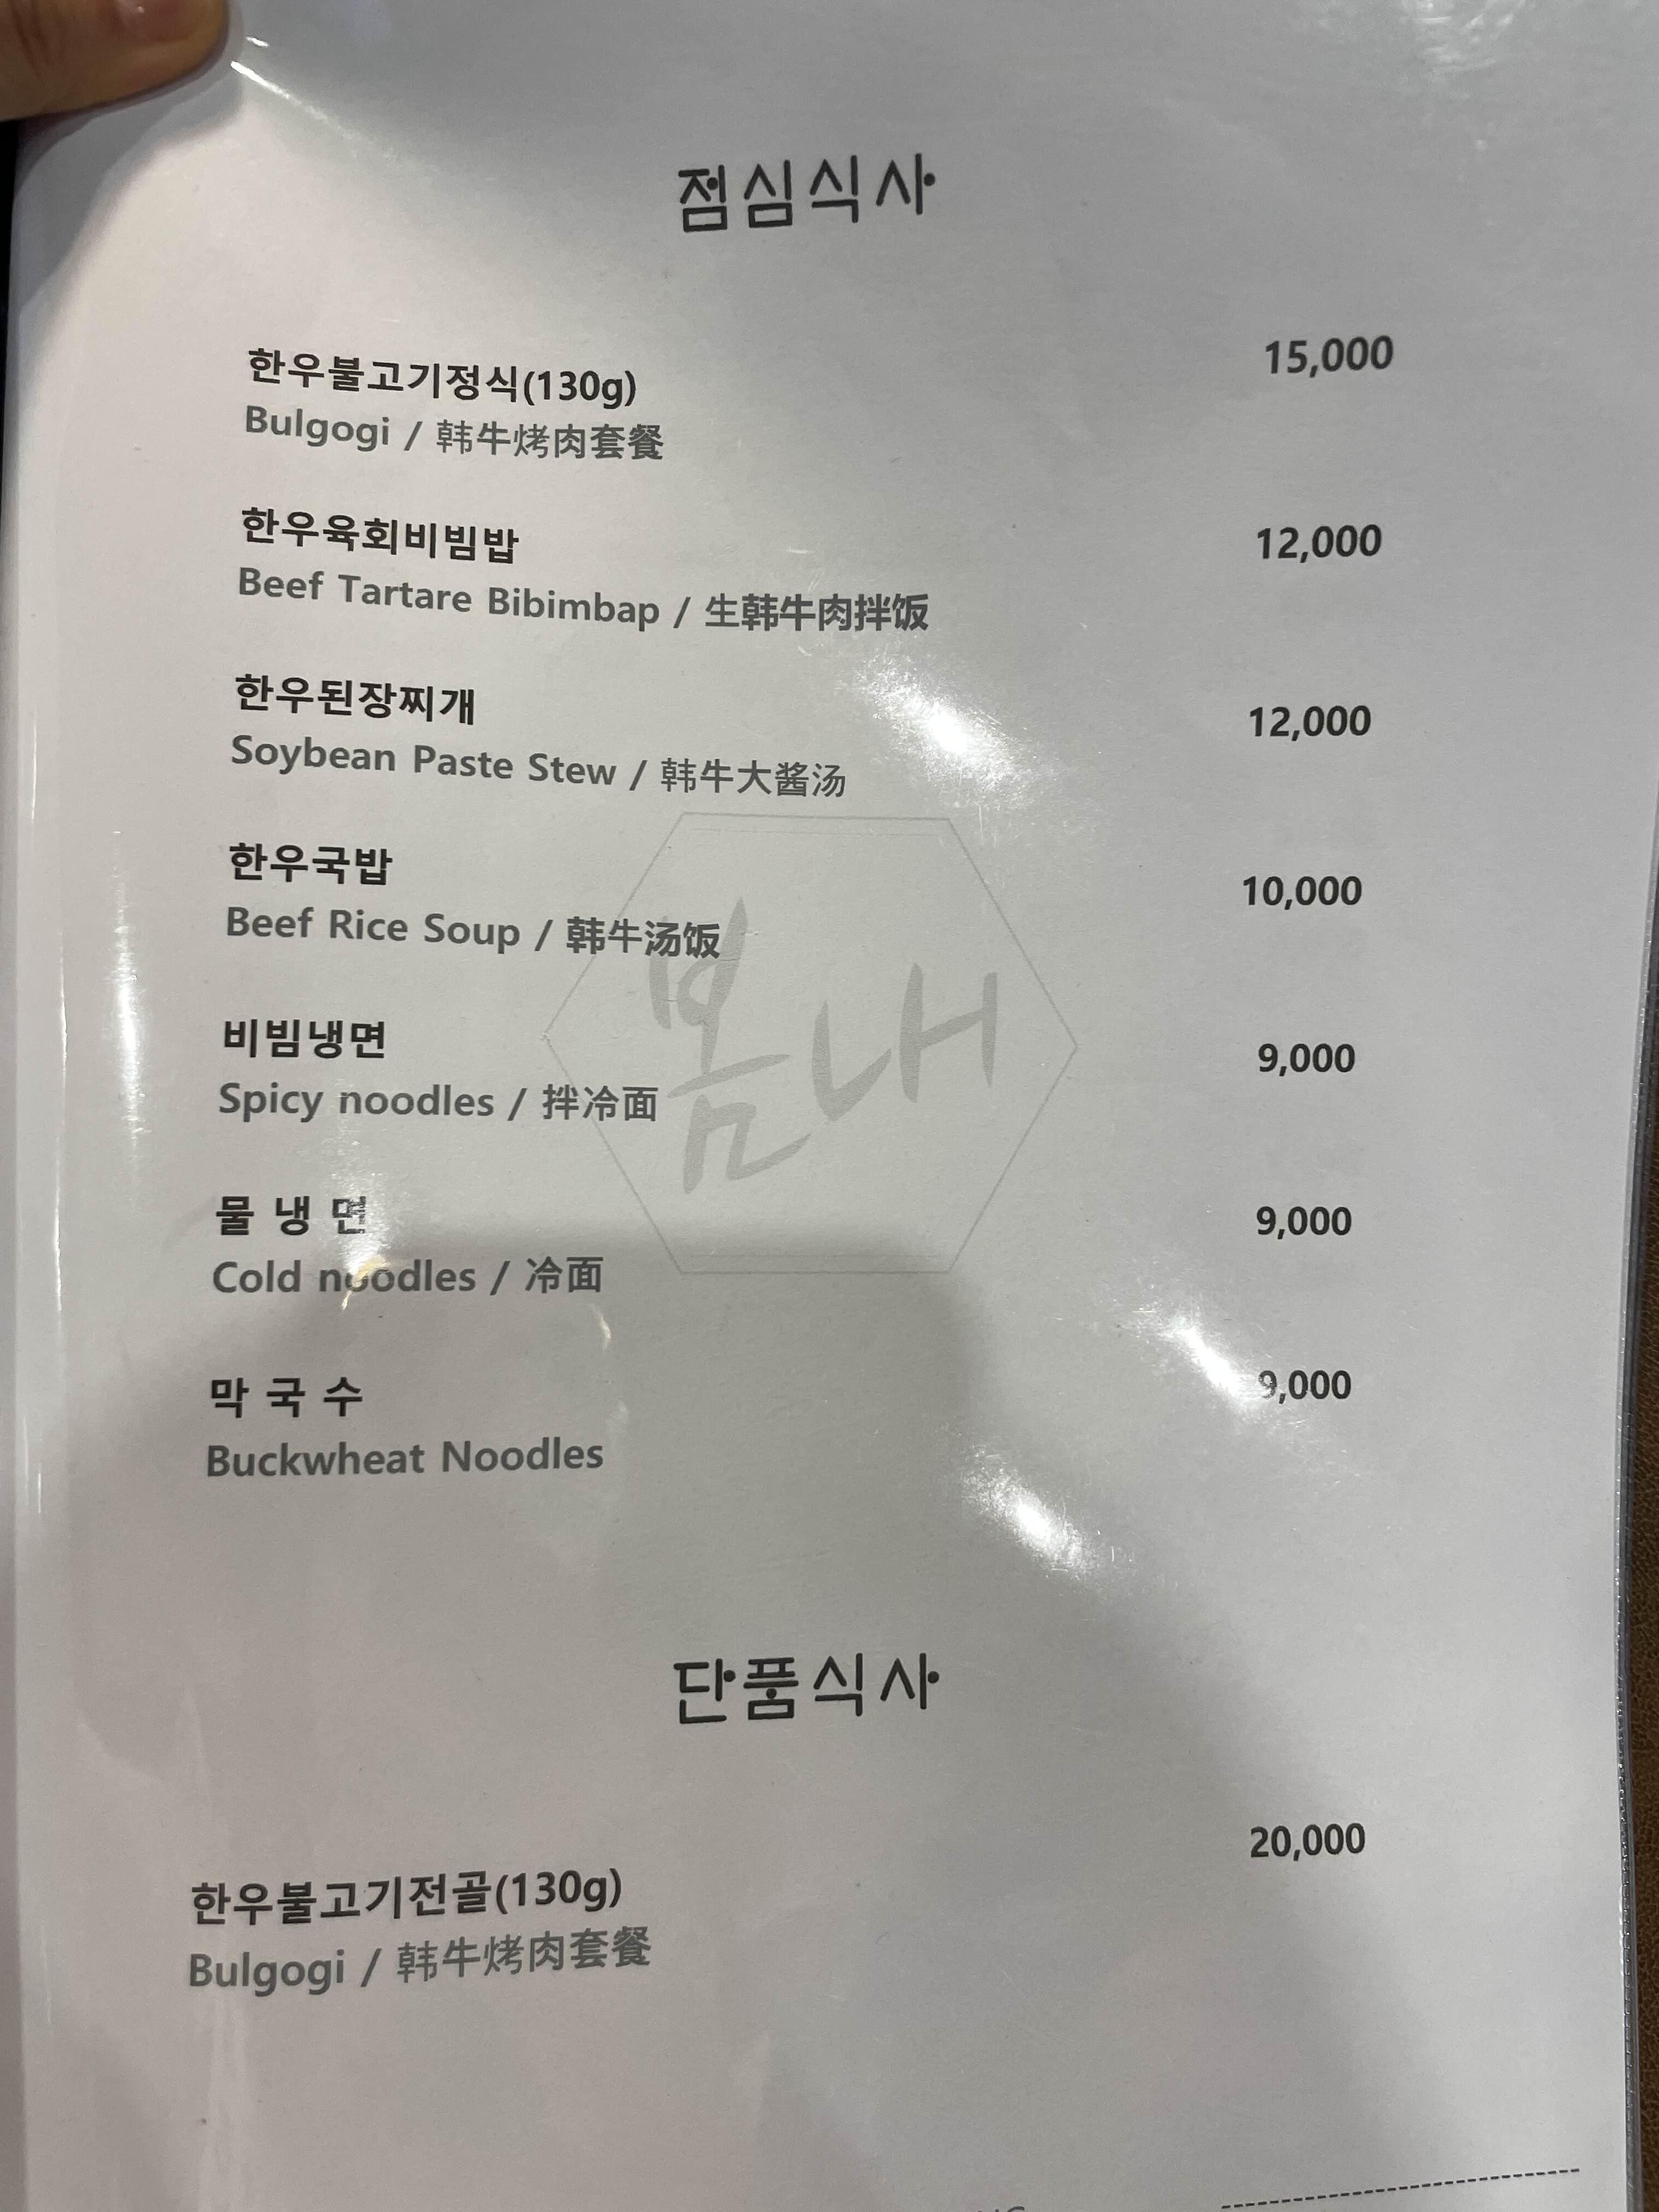 점심식사
한우불고기정식(130g) 15,000
Bulgogi / 韩牛烤肉套餐
한우육회비빔밥 12,000
Beef Tartare Bibimbap / 生韩牛肉拌饭
한우된장찌개 12,000
Soybean Paste Stew / 韩牛大酱汤
한우국밥 10,000
Beef Rice Soup / 韩牛汤饭
봄내
비빔냉면 9,000
Spicy noodles / 拌冷面
물 냉 면 9,000
Cold noodles / 冷面
막 국 수 9,000
Buckwheat Noodles
단품식사
한우불고기전골(130g) 20,000
Bulgogi / 韩牛烤肉套餐